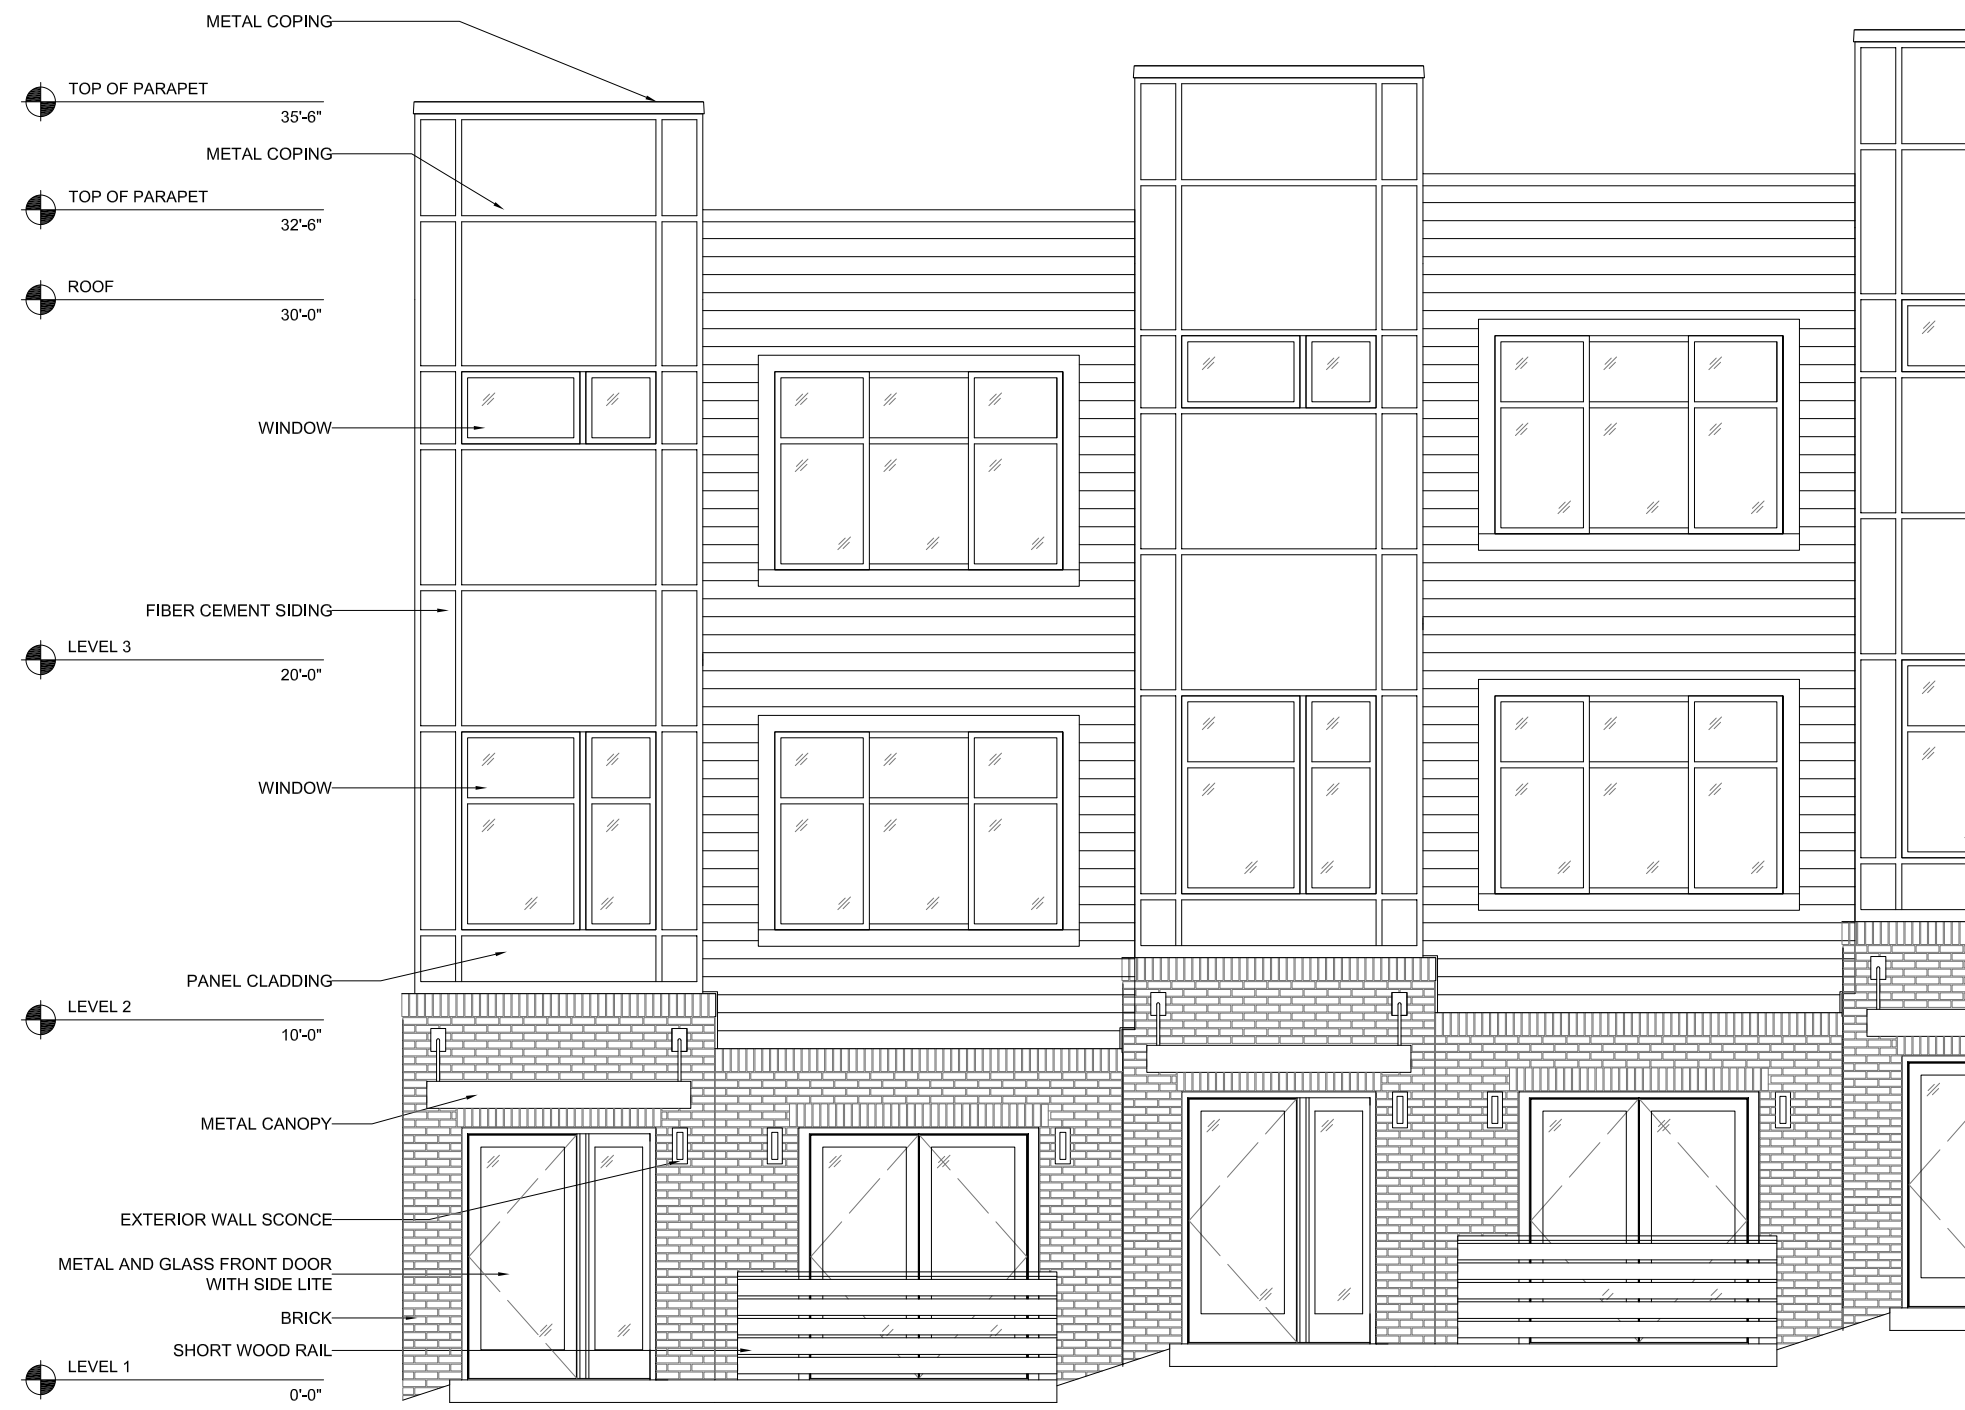 METAL COPING
TOP OF PARAPET
35'-6"
METAL COPING
TOP OF PARAPET
32'-6"
ROOF
30'-0"
WINDOW
FIBER CEMENT SIDING
LEVEL 3
20'-0"
WINDOW
PANEL CLADDING
LEVEL 2
10'-0"
METAL CANOPY
EXTERIOR WALL SCONCE
METAL AND GLASS FRONT DOOR
WITH SIDE LITE
BRICK
SHORT WOOD RAIL
LEVEL 1
0'-0"